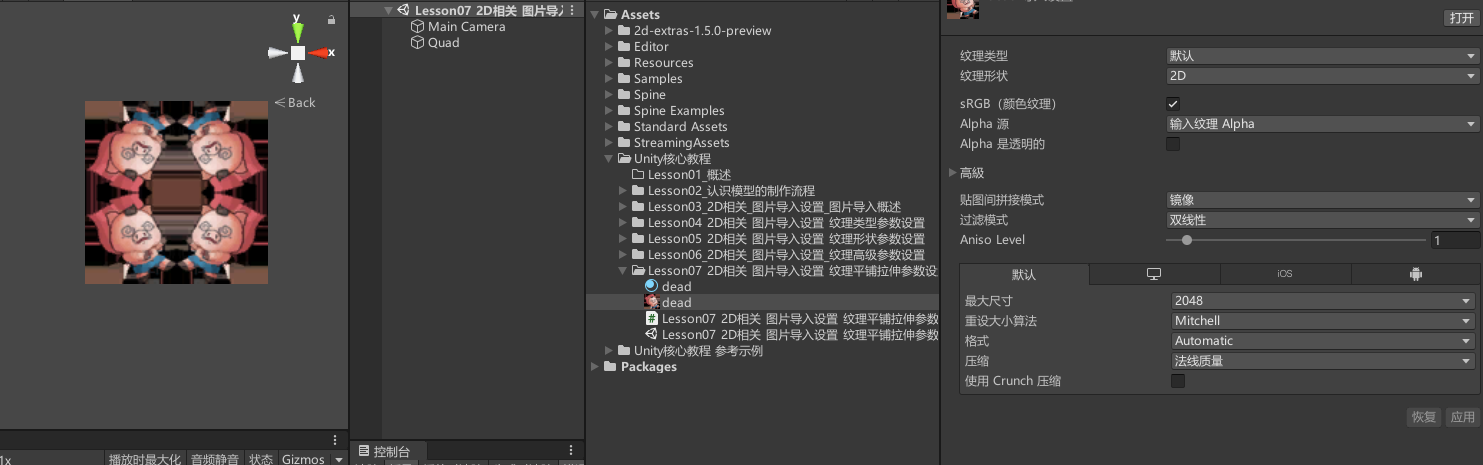 y
x
Back
1x
播放时最大化 音频静音 状态 Gizmos
Lesson07 2D相关 图片导入
Main Camera
Quad
控制台
Assets
2d-extras-1.5.0-preview
Editor
Resources
Samples
Spine
Spine Examples
Standard Assets
StreamingAssets
Unity核心教程
Lesson01_概述
Lesson02_认识模型的制作流程
Lesson03_2D相关_图片导入设置_图片导入概述
Lesson04 2D相关_图片导入设置 纹理类型参数设置
Lesson05 2D相关_图片导入设置 纹理形状参数设置
Lesson06_2D相关_图片导入设置_纹理高级参数设置
Lesson07 2D相关 图片导入设置 纹理平铺拉伸参数设
dead
dead
Lesson07 2D相关 图片导入设置 纹理平铺拉伸参数
Lesson07 2D相关 图片导入设置 纹理平铺拉伸参数
Unity核心教程 参考示例
Packages
打开
纹理类型 默认
纹理形状 2D
sRGB（颜色纹理）
Alpha 源 输入纹理 Alpha
Alpha 是透明的
高级
贴图间拼接模式 镜像
过滤模式 双线性
Aniso Level 1
默认 iOS
最大尺寸 2048
重设大小算法 Mitchell
格式 Automatic
压缩 法线质量
使用 Crunch 压缩
恢复 应用